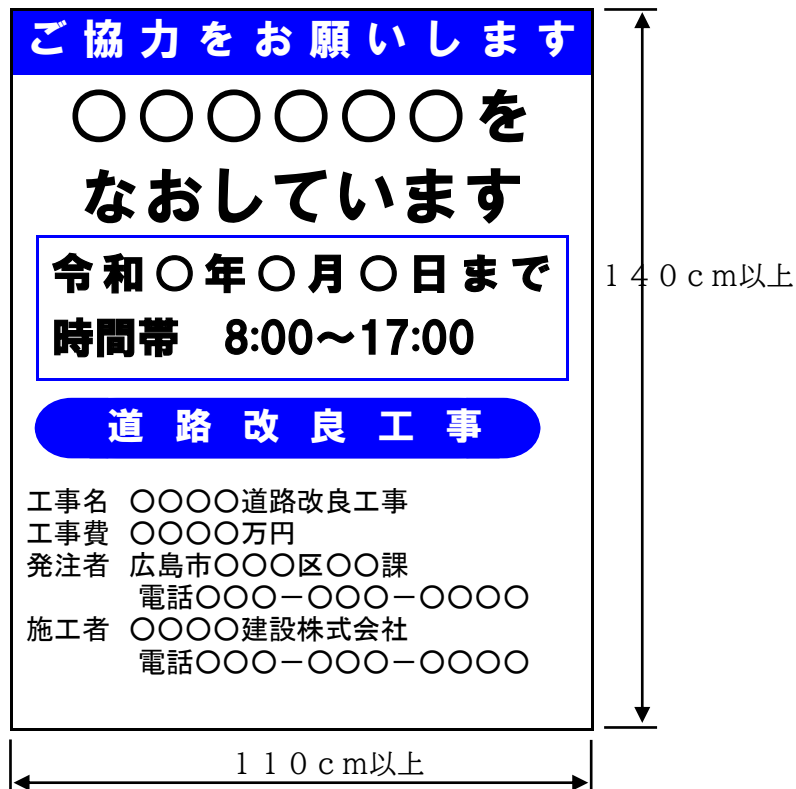 ご協力をお願いします
〇〇〇〇〇〇を
なおしています
令和〇年〇月〇日まで
時間帯　8:00～17:00
道路改良工事
工事名　〇〇〇〇道路改良工事
工事費　〇〇〇〇万円
発注者　広島市〇〇〇区〇〇課
電話〇〇〇－〇〇〇－〇〇〇〇
施工者　〇〇〇〇建設株式会社
電話〇〇〇－〇〇〇－〇〇〇〇
１４０ｃｍ以上
１１０ｃｍ以上